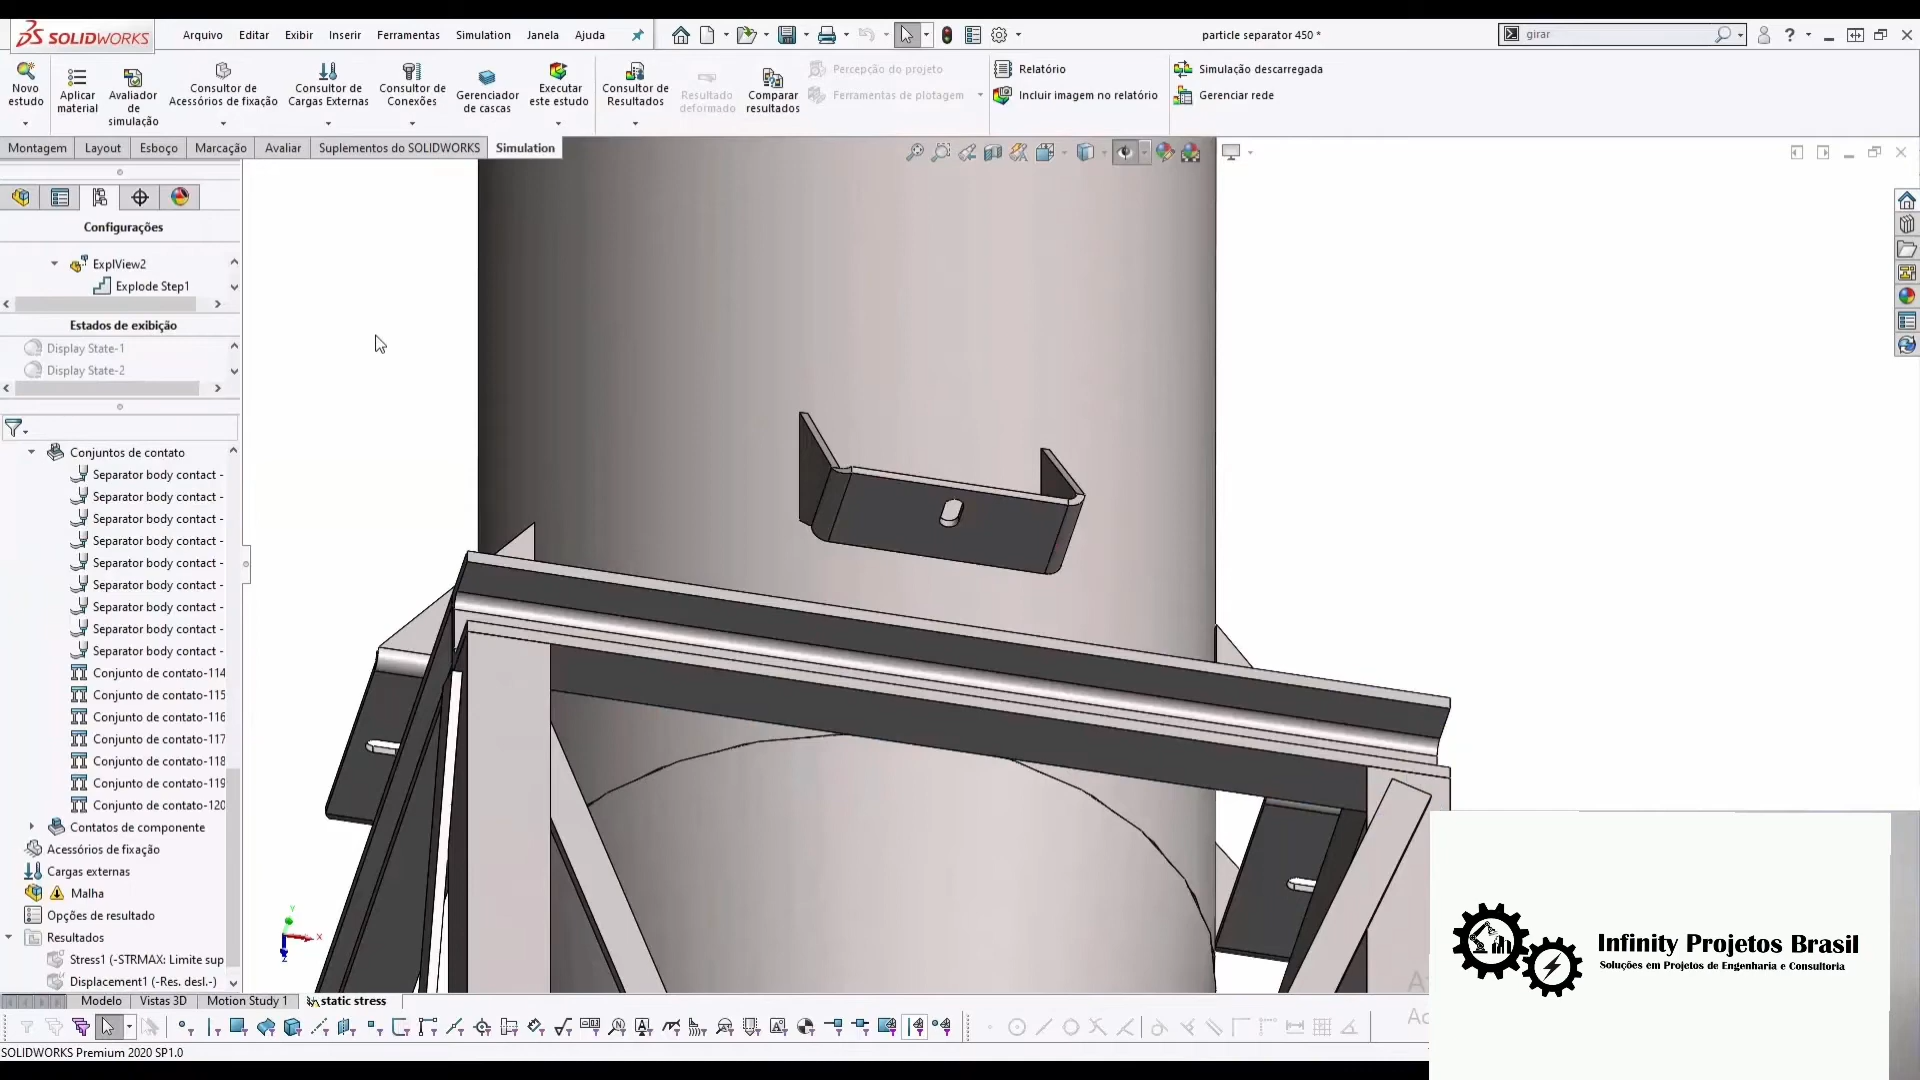 SOLIDWORKS
Arquivo Editar Exibir Inserir Ferramentas Simulation Janela Ajuda
particle separator 450 *
girar
Novo estudo
Aplicar material
Avaliador de simulação
Consultor de Acessórios de fixação
Consultor de Cargas Externas
Consultor de Conexões
Gerenciador de cascas
Executar este estudo
Consultor de Resultados
Resultado deformado
Comparar resultados
Percepção do projeto
Ferramentas de plotagem
Relatório
Incluir imagem no relatório
Simulação descarregada
Gerenciar rede
Montagem Layout Esboço Marcação Avaliar Suplementos do SOLIDWORKS Simulation
Configurações
ExplView2
Explode Step1
Estados de exibição
Display State-1
Display State-2
Conjuntos de contato
Separator body contact -
Separator body contact -
Separator body contact -
Separator body contact -
Separator body contact -
Separator body contact -
Separator body contact -
Separator body contact -
Separator body contact -
Conjunto de contato-114
Conjunto de contato-115
Conjunto de contato-116
Conjunto de contato-117
Conjunto de contato-118
Conjunto de contato-119
Conjunto de contato-120
Contatos de componente
Acessórios de fixação
Cargas externas
Malha
Opções de resultado
Resultados
Stress1 (-STRMAX: Limite sup
Displacement1 (-Res. desl.-)
Y
X
Z
Modelo Vistas 3D Motion Study 1 static stress
SOLIDWORKS Premium 2020 SP1.0
Infinity Projetos Brasil
Soluções em Projetos de Engenharia e Consultoria